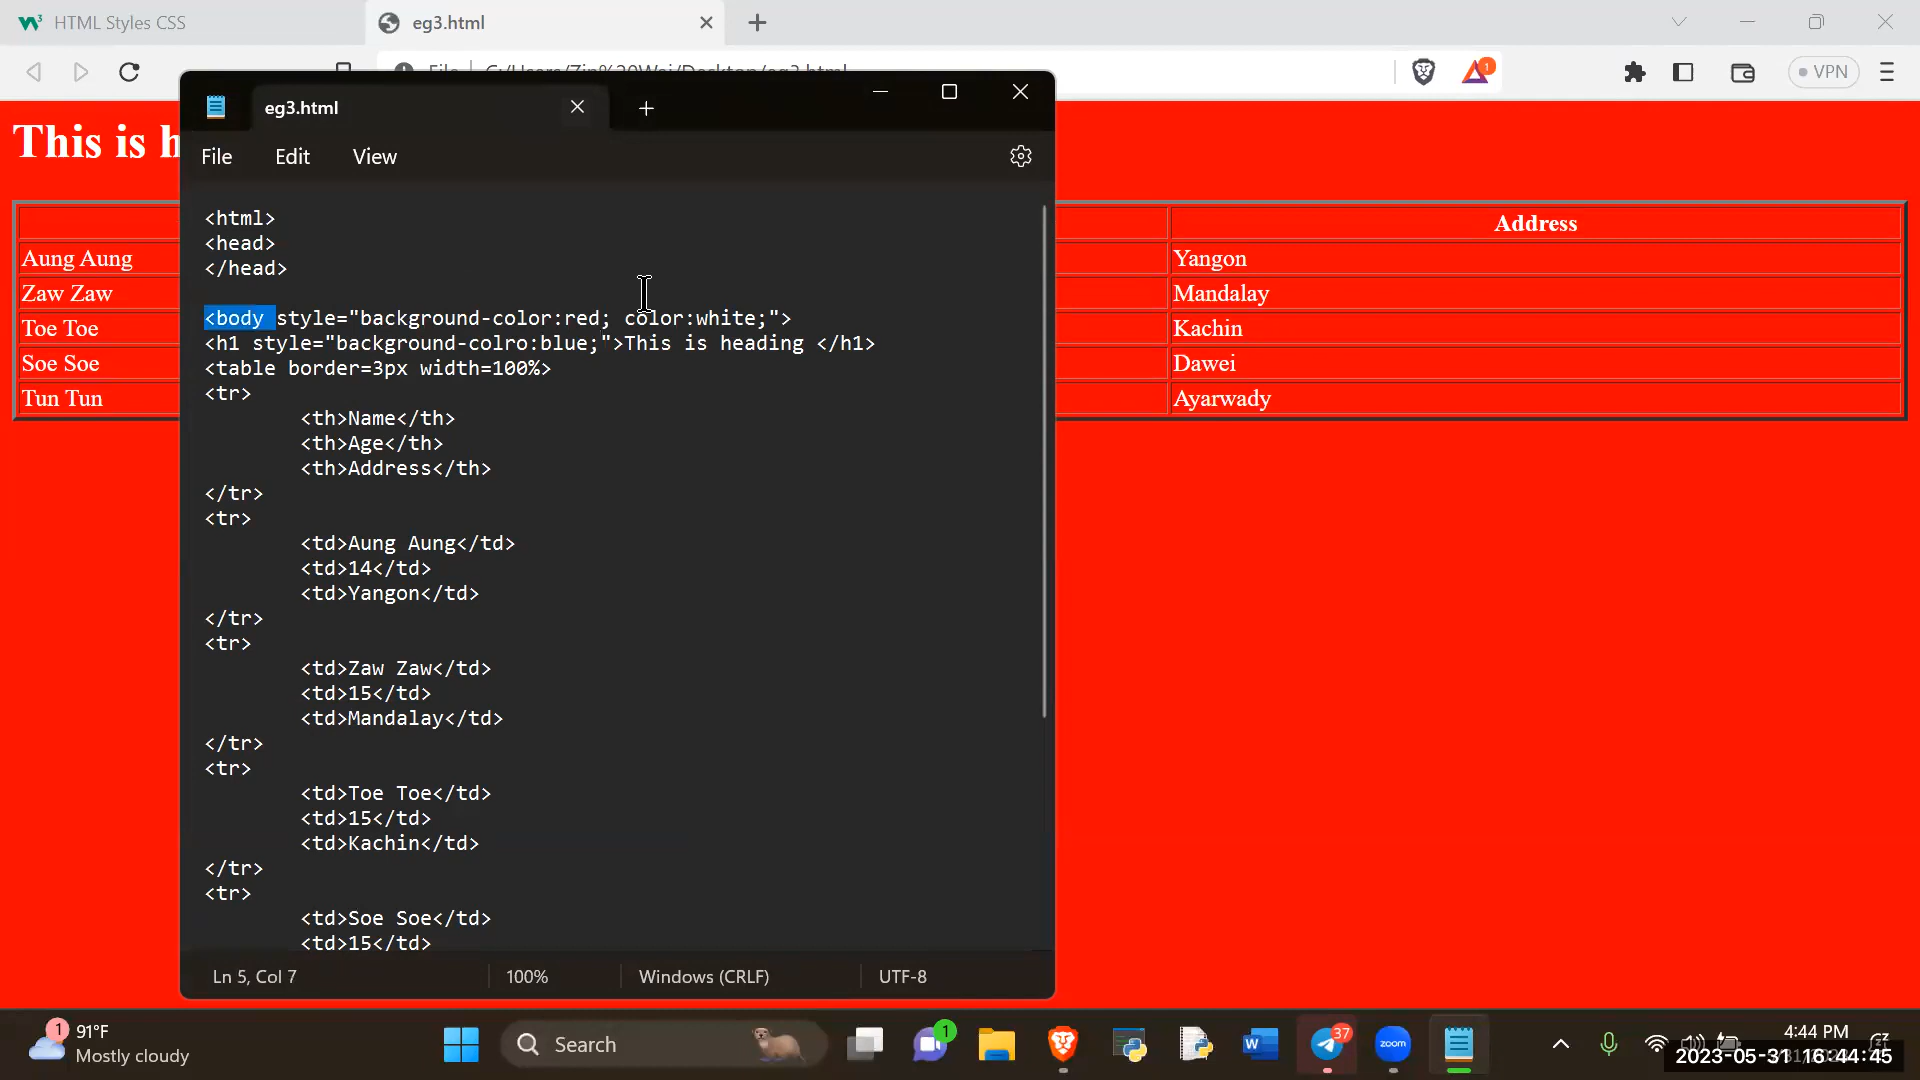 HTML Styles CSS
eg3.html
VPN
eg3.html
File Edit View
<html>
<head>
</head>
<body style="background-color:red; color:white;">
<h1 style="background-colro:blue;">This is heading </h1>
<table border=3px width=100%>
<tr>
<th>Name</th>
<th>Age</th>
<th>Address</th>
</tr>
<tr>
<td>Aung Aung</td>
<td>14</td>
<td>Yangon</td>
</tr>
<tr>
<td>Zaw Zaw</td>
<td>15</td>
<td>Mandalay</td>
</tr>
<tr>
<td>Toe Toe</td>
<td>15</td>
<td>Kachin</td>
</tr>
<tr>
<td>Soe Soe</td>
<td>15</td>
Ln 5, Col 7
100%
Windows (CRLF)
UTF-8
This is h
Address
Aung Aung
Yangon
Zaw Zaw
Mandalay
Toe Toe
Kachin
Soe Soe
Dawei
Tun Tun
Ayarwady
1
91°F
Mostly cloudy
Search
1
37
zoom
4:44 PM
2023-05-31 16:44:45